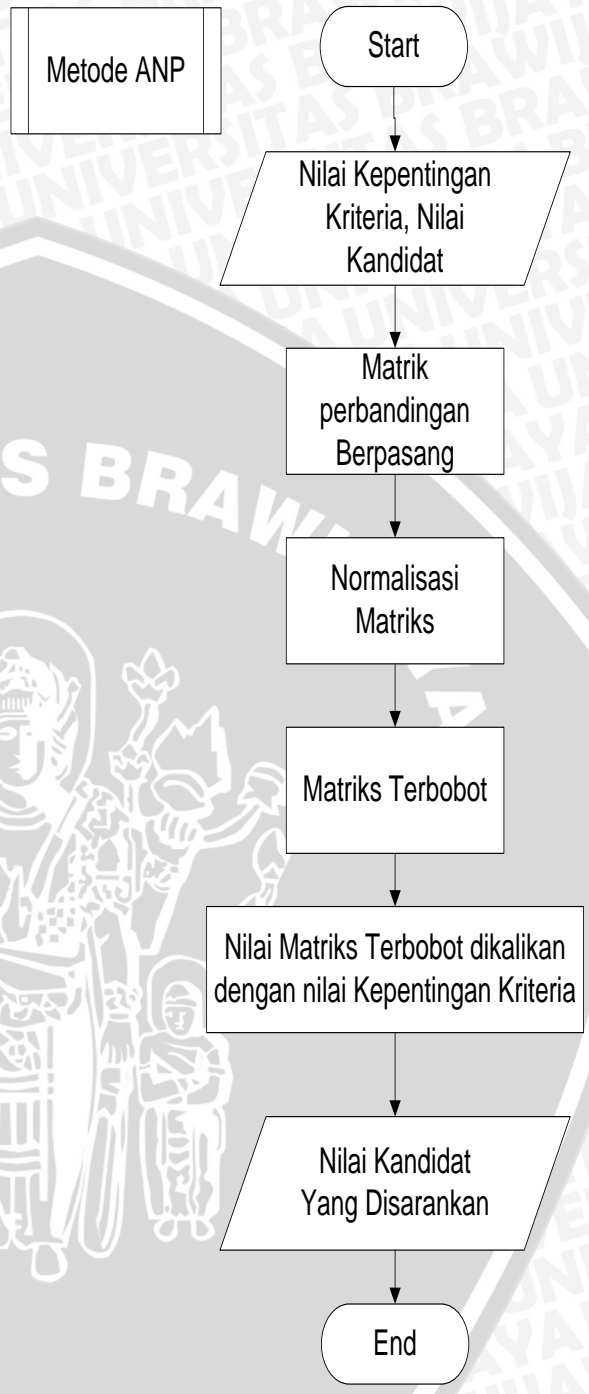 Metode ANP
Start
Nilai Kepentingan
Kriteria, Nilai
Kandidat
Matrik
perbandingan
Berpasang
Normalisasi
Matriks
Matriks Terbobot
Nilai Matriks Terbobot dikalikan
dengan nilai Kepentingan Kriteria
Nilai Kandidat
Yang Disarankan
End
S BRAW